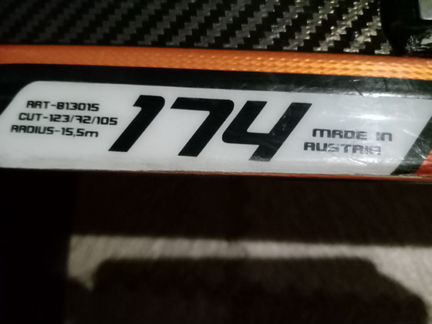 ART-813015
CUT-123/72/105
RADIUS-15,5m
174
MADE IN
AUSTRIA